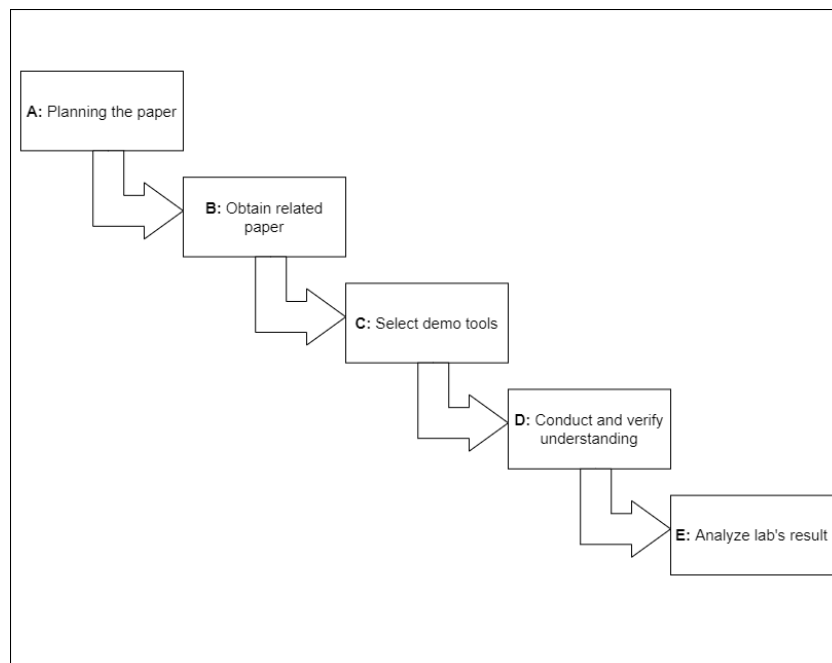 A: Planning the paper
B: Obtain related
paper
C: Select demo tools
D: Conduct and verify
understanding
E: Analyze lab's result